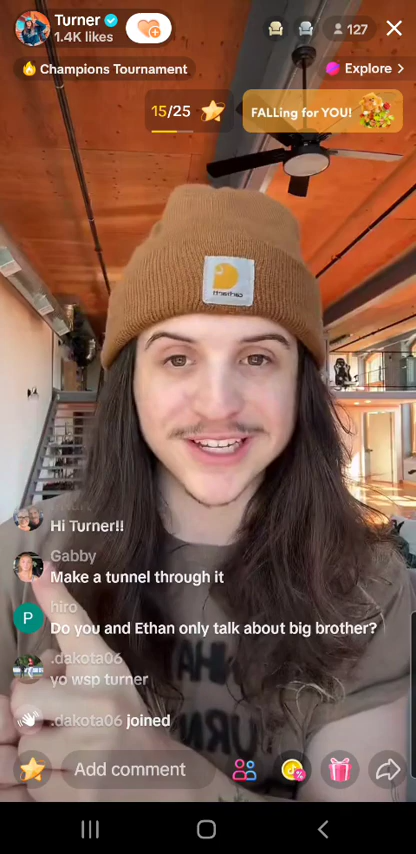 Turner
1.4K likes
127
Champions Tournament
Explore >
15/25
FALLing for YOU!
carhartt
Hi Turner!!
Gabby
Make a tunnel through it
P
hiro
Do you and Ethan only talk about big brother?
.dakota06
yo wsp turner
.dakota06 joined
Add comment